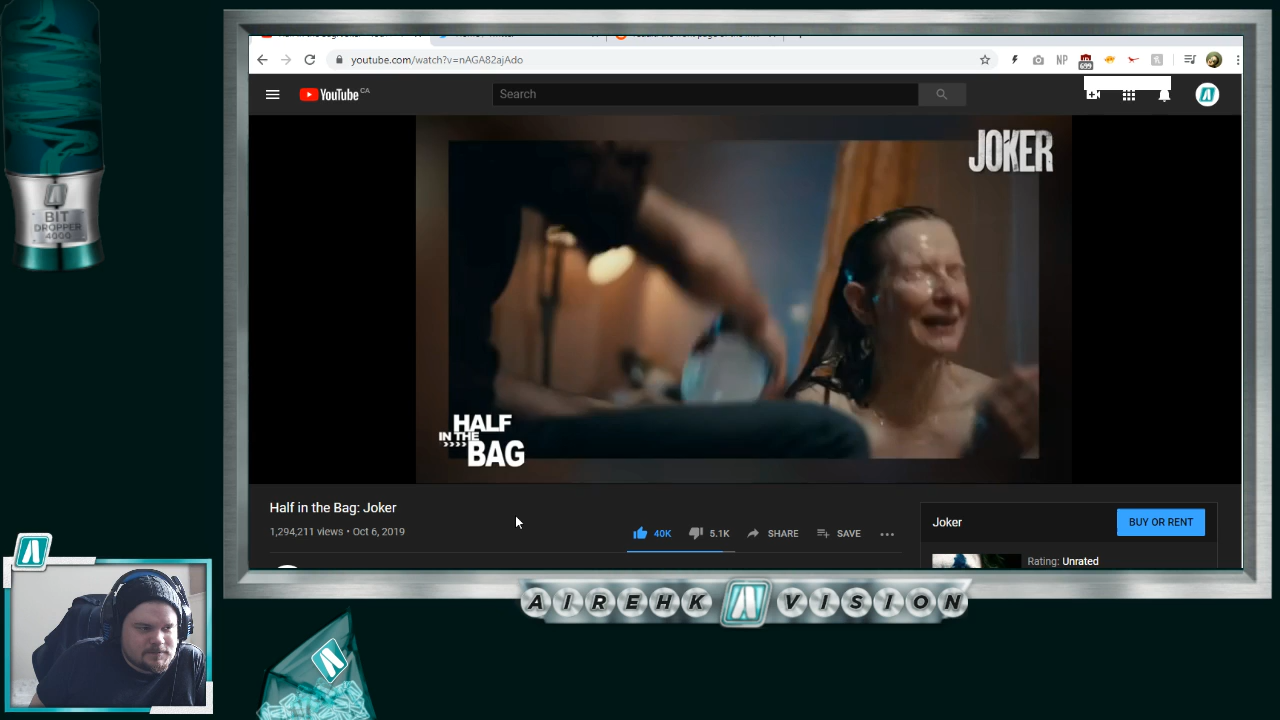 youtube.com/watch?v=nAGA82ajAdo
NP
699
YouTube CA
Search
JOKER
HALF
IN THE
>>>>
BAG
BIT
DROPPER
4000
Half in the Bag: Joker
1,294,211 views • Oct 6, 2019
40K
5.1K
SHARE
SAVE
Joker
BUY OR RENT
Rating: Unrated
AIREHK VISION